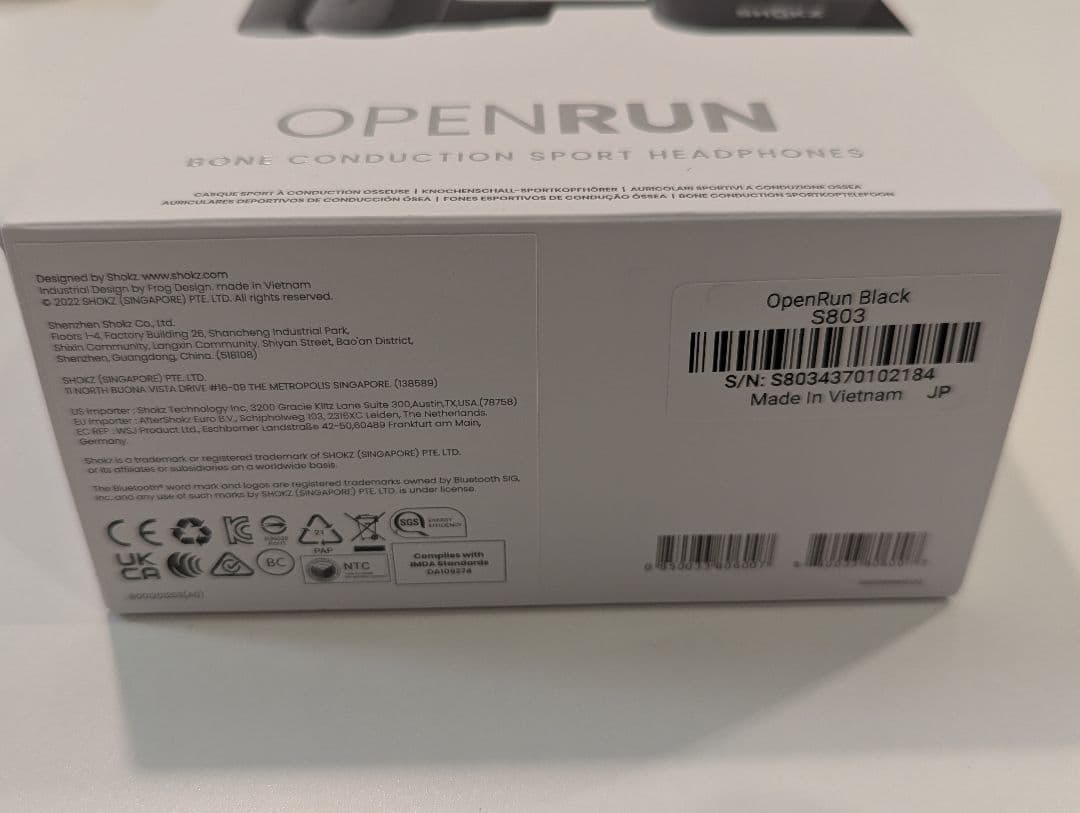 SHOKZ
OPENRUN
BONE CONDUCTION SPORT HEADPHONES
CASQUE SPORT À CONDUCTION OSSEUSE | KNOCHENSCHALL-SPORTKOPFHÖRER | AURICOLARI SPORTIVI A CONDUZIONE OSSEA
AURICULARES DEPORTIVOS DE CONDUCCIÓN ÓSEA | FONES ESPORTIVOS DE CONDUÇÃO ÓSSEA | BONE CONDUCTION SPORTKOPTELEFOON
Designed by Shokz www.shokz.com
Industrial Design by Frog Design. made in Vietnam
© 2022 SHOKZ (SINGAPORE) PTE. LTD. All rights reserved.
Shenzhen Shokz Co., Ltd.
Floors 1-4, Factory Building 26, Shancheng Industrial Park,
Shixin Community, Langxin Community, Shiyan Street, Bao'an District,
Shenzhen, Guangdong, China. (518108)
SHOKZ (SINGAPORE) PTE. LTD.
11 NORTH BUONA VISTA DRIVE #16-09 THE METROPOLIS SINGAPORE. (138589)
US Importer : Shokz Technology Inc, 3200 Gracie Kiltz Lane Suite 300,Austin,TX,USA.(78758)
EU Importer : AfterShokz Euro B.V., Schipholweg 103, 2316XC Leiden, The Netherlands.
EC REP : WSJ Product Ltd., Eschborner Landstraße 42-50,60489 Frankfurt am Main,
Germany.
Shokz is a trademark or registered trademark of SHOKZ (SINGAPORE) PTE. LTD.
or its affiliates or subsidiaries on a worldwide basis.
The Bluetooth® word mark and logos are registered trademarks owned by Bluetooth SIG,
Inc. and any use of such marks by SHOKZ (SINGAPORE) PTE. LTD. is under license.
CE
21
PAP
SGS ENERGY
EFFICIENCY
UK
CA
BC
NTC
Complies with
IMDA Standards
DA109374
OpenRun Black
S803
S/N: S8034370102184
Made In Vietnam JP